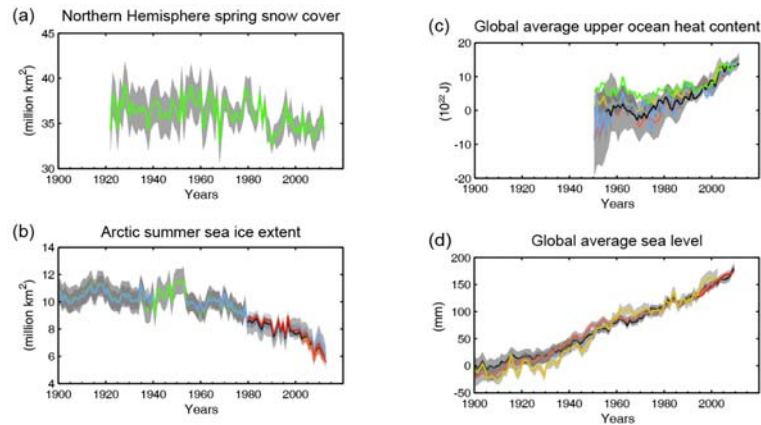 (a) Northern Hemisphere spring snow cover
45
40
35
30
(million km²)
1900 1920 1940 1960 1980 2000
Years
(b) Arctic summer sea ice extent
14
12
10
8
6
4
(million km²)
1900 1920 1940 1960 1980 2000
Years
(c) Global average upper ocean heat content
20
10
0
-10
-20
(10²² J)
1900 1920 1940 1960 1980 2000
Years
(d) Global average sea level
200
150
100
50
0
-50
(mm)
1900 1920 1940 1960 1980 2000
Years